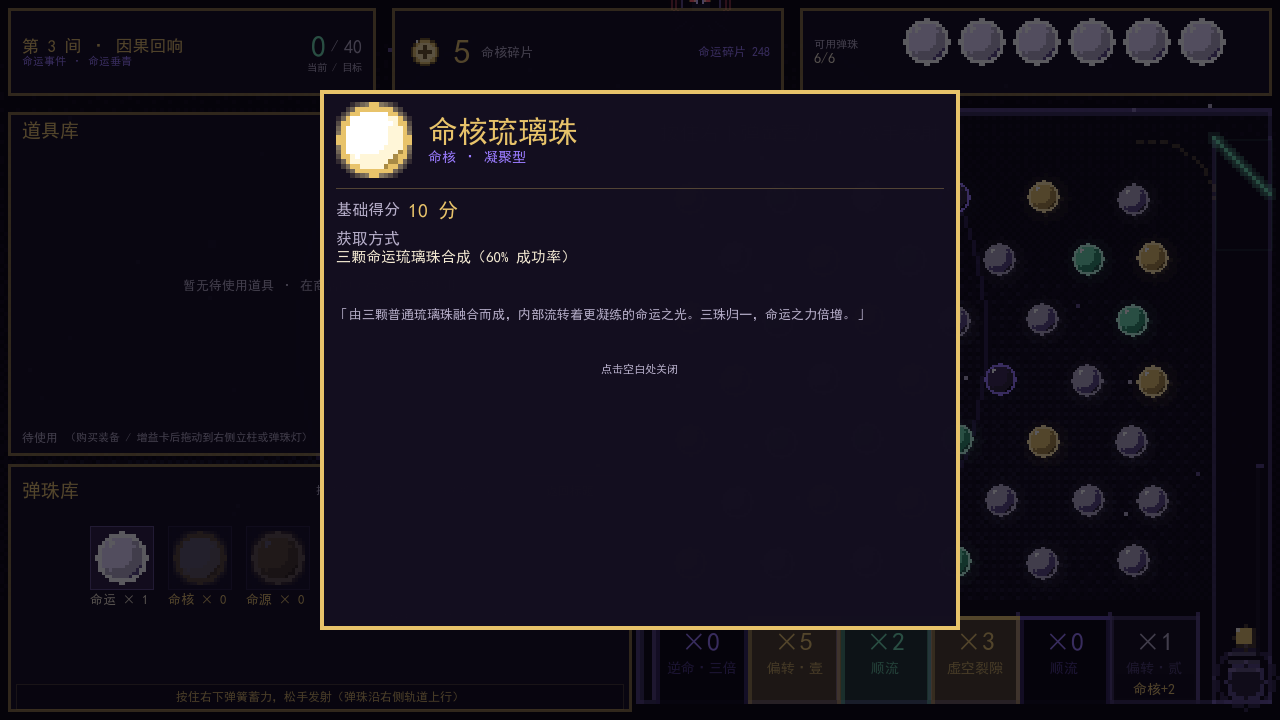 第 3 间 · 因果回响
命运事件 · 命运垂青
0 / 40
当前 / 目标
5 命核碎片
命运碎片 248
可用弹珠
6/6
道具库
暂无待使用道具 · 在商
待使用 (购买装备 / 增益卡后拖动到右侧立柱或弹珠灯)
弹珠库
命运 × 1
命核 × 0
命源 × 0
按住右下弹簧蓄力，松手发射（弹珠沿右侧轨道上行）
命核琉璃珠
命核 · 凝聚型
基础得分 10 分
获取方式
三颗命运琉璃珠合成（60% 成功率）
「由三颗普通琉璃珠融合而成，内部流转着更凝练的命运之光。三珠归一，命运之力倍增。」
点击空白处关闭
×0
逆命·三倍
×5
偏转·壹
×2
顺流
×3
虚空裂隙
×0
顺流
×1
偏转·贰
命核+2